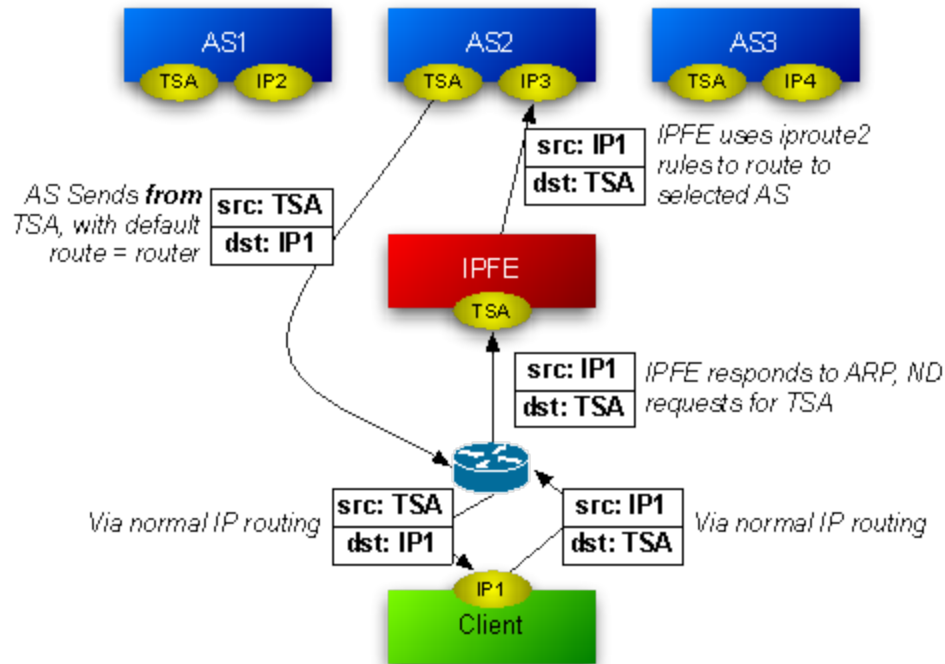 AS1
AS2
AS3
TSA
IP2
TSA
IP3
TSA
IP4
src: IP1
dst: TSA
IPFE uses iproute2
rules to route to
selected AS
AS Sends from
TSA, with default
route = router
src: TSA
dst: IP1
IPFE
TSA
src: IP1
dst: TSA
IPFE responds to ARP, ND
requests for TSA
Via normal IP routing
src: TSA
dst: IP1
src: IP1
dst: TSA
Via normal IP routing
IP1
Client